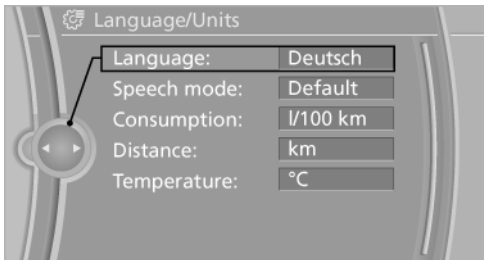 Language/Units
Language: Deutsch
Speech mode: Default
Consumption: l/100 km
Distance: km
Temperature: °C